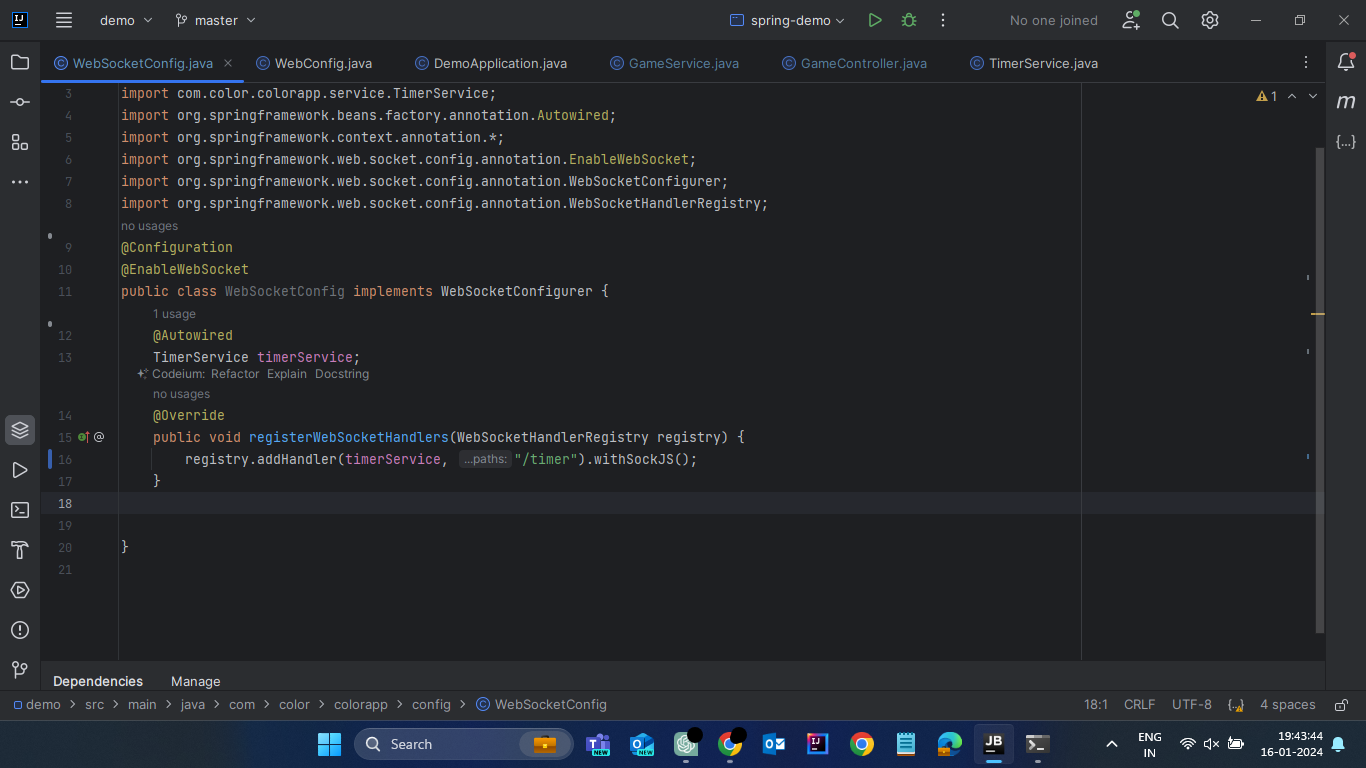 demo
master
spring-demo
No one joined
WebSocketConfig.java
WebConfig.java
DemoApplication.java
GameService.java
GameController.java
TimerService.java
3 import com.color.colorapp.service.TimerService;
4 import org.springframework.beans.factory.annotation.Autowired;
5 import org.springframework.context.annotation.*;
6 import org.springframework.web.socket.config.annotation.EnableWebSocket;
7 import org.springframework.web.socket.config.annotation.WebSocketConfigurer;
8 import org.springframework.web.socket.config.annotation.WebSocketHandlerRegistry;
no usages
9 @Configuration
10 @EnableWebSocket
11 public class WebSocketConfig implements WebSocketConfigurer {
1 usage
12 @Autowired
13 TimerService timerService;
Codeium: Refactor Explain Docstring
no usages
14 @Override
15 public void registerWebSocketHandlers(WebSocketHandlerRegistry registry) {
16 registry.addHandler(timerService, ...paths: "/timer").withSockJS();
17 }
18
19
20 }
21
1
Dependencies Manage
demo > src > main > java > com > color > colorapp > config > WebSocketConfig
18:1 CRLF UTF-8 4 spaces
Search
NEW
NEW
JB
ENG
IN
19:43:44
16-01-2024